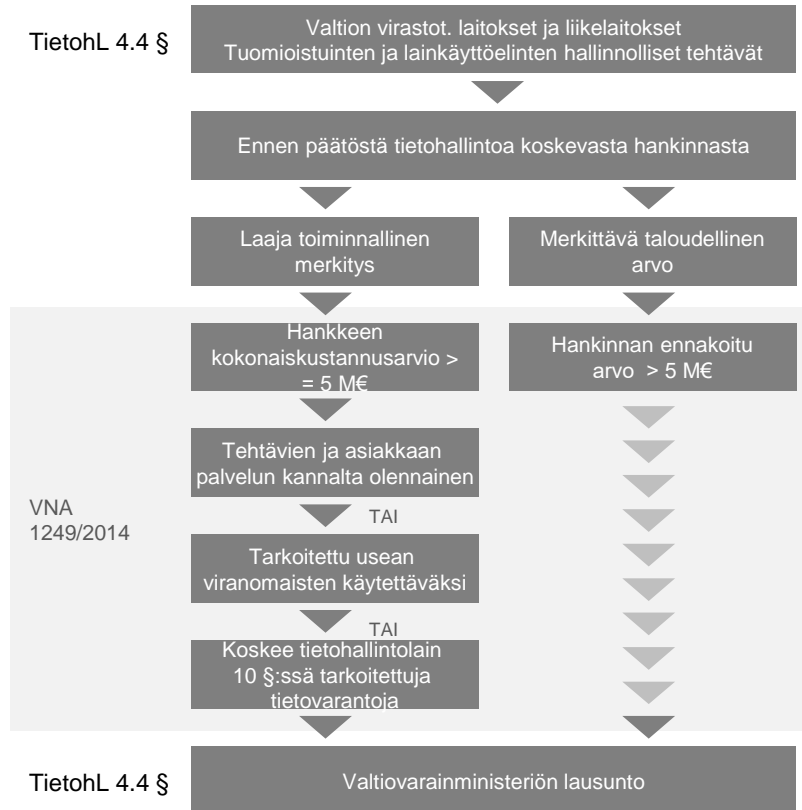 TietohL 4.4 §
Valtion virastot. laitokset ja liikelaitokset
Tuomioistuinten ja lainkäyttöelinten hallinnolliset tehtävät
Ennen päätöstä tietohallintoa koskevasta hankinnasta
Laaja toiminnallinen
merkitys
Merkittävä taloudellinen
arvo
VNA
1249/2014
Hankkeen
kokonaiskustannusarvio >
= 5 M€
Hankinnan ennakoitu
arvo > 5 M€
Tehtävien ja asiakkaan
palvelun kannalta olennainen
TAI
Tarkoitettu usean
viranomaisten käytettäväksi
TAI
Koskee tietohallintolain
10 §:ssä tarkoitettuja
tietovarantoja
TietohL 4.4 §
Valtiovarainministeriön lausunto